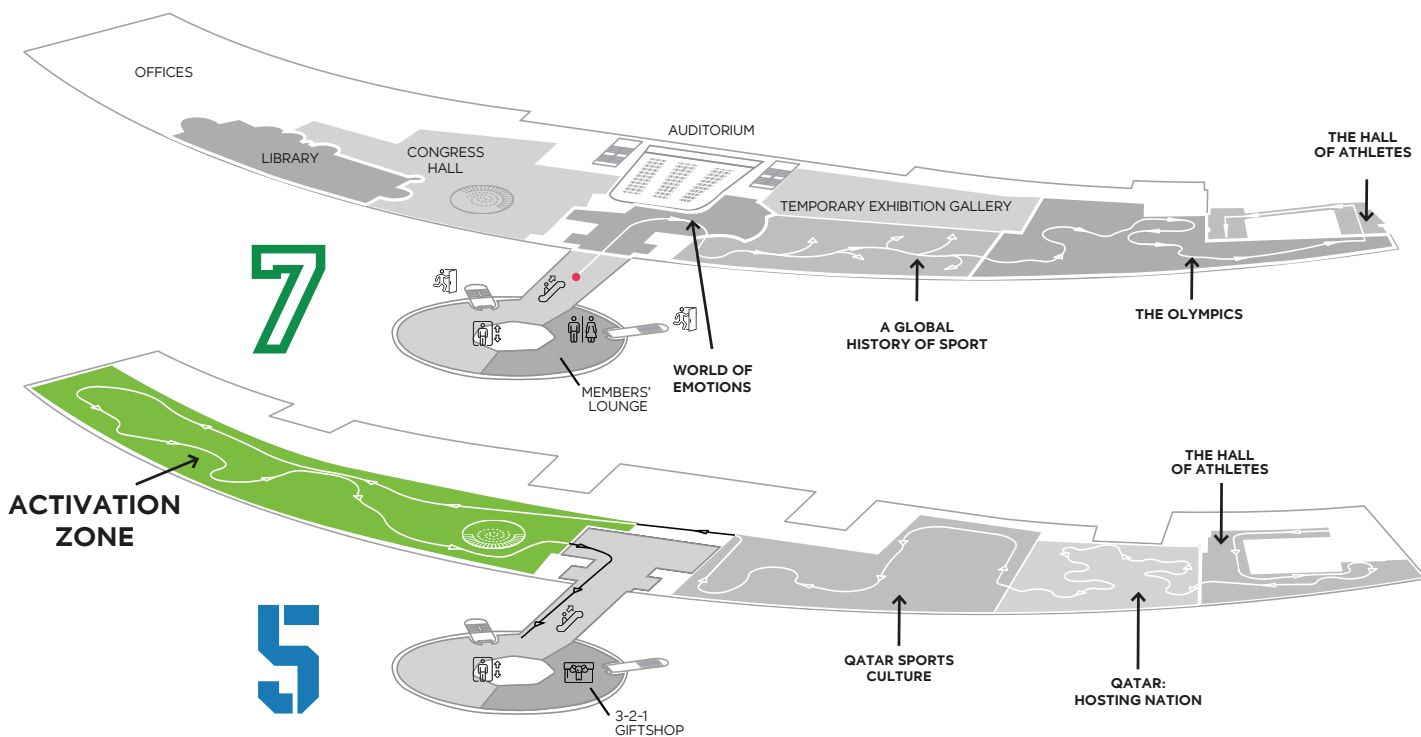 OFFICES
LIBRARY
CONGRESS
HALL
AUDITORIUM
TEMPORARY EXHIBITION GALLERY
THE HALL
OF ATHLETES
7
A GLOBAL
HISTORY OF SPORT
THE OLYMPICS
WORLD OF
EMOTIONS
MEMBERS'
LOUNGE
ACTIVATION
ZONE
THE HALL
OF ATHLETES
5
QATAR SPORTS
CULTURE
QATAR:
HOSTING NATION
3-2-1
GIFTSHOP